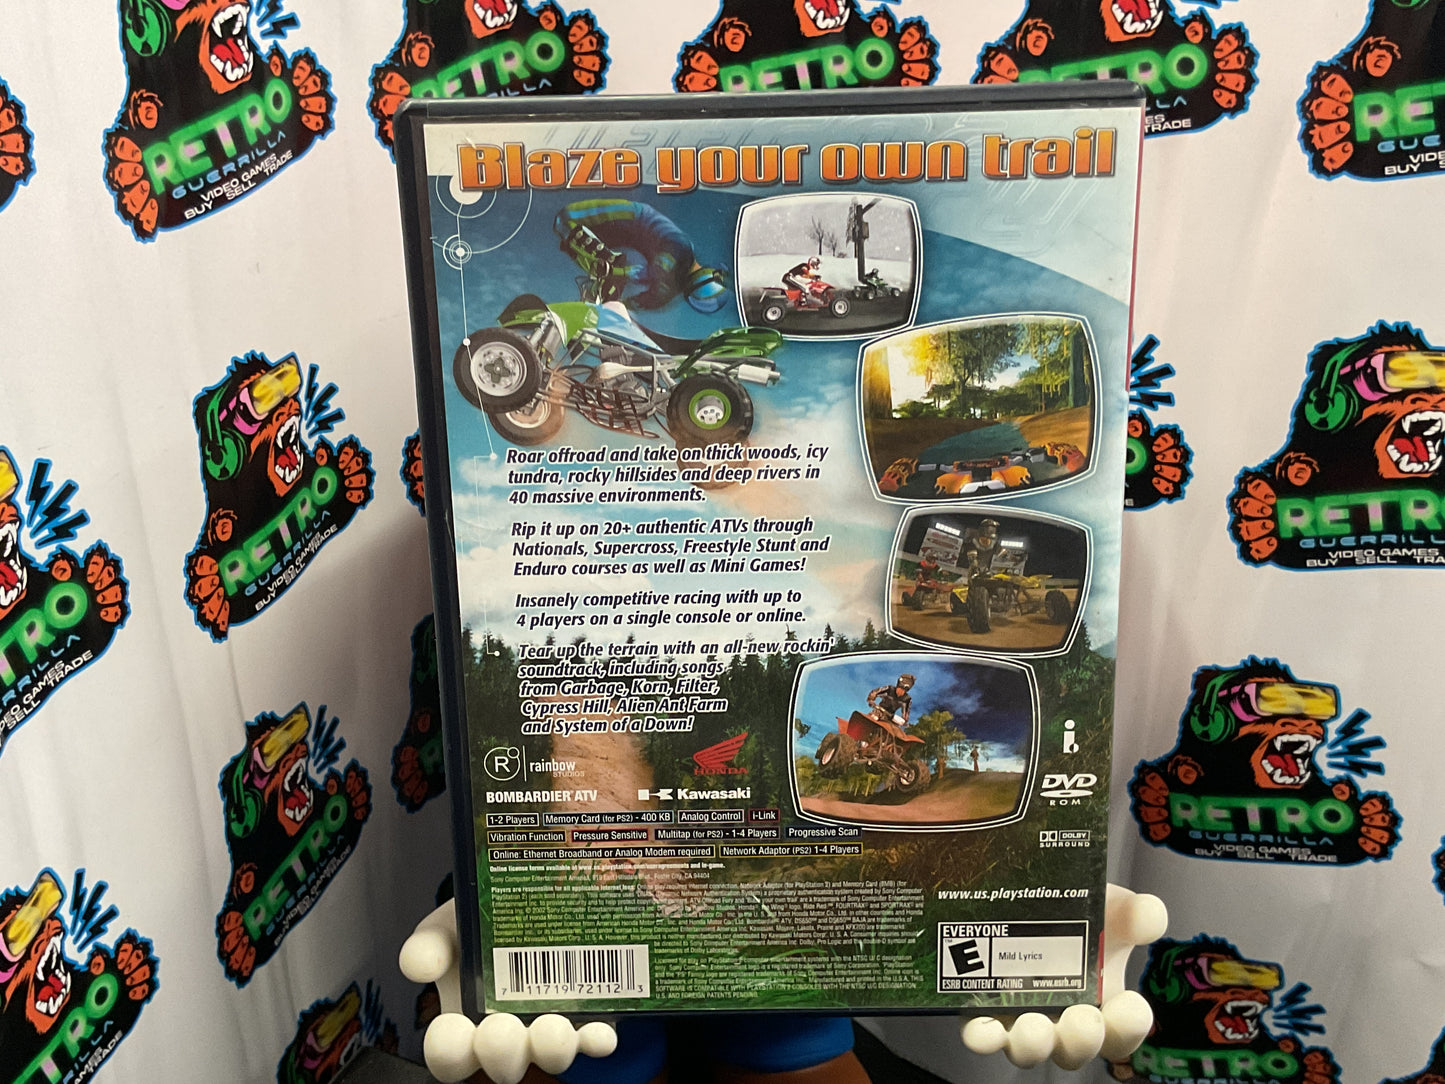 Blaze your own trail
Roar offroad and take on thick woods, icy
tundra, rocky hillsides and deep rivers in
40 massive environments.
Rip it up on 20+ authentic ATVs through
Nationals, Supercross, Freestyle Stunt and
Enduro courses as well as Mini Games!
Insanely competitive racing with up to
4 players on a single console or online.
Tear up the terrain with an all-new rockin'
soundtrack, including songs
from Garbage, Korn, Filter,
Cypress Hill, Alien Ant Farm
and System of a Down!
R rainbow
STUDIOS
HONDA
BOMBARDIER ATV
Kawasaki
1-2 Players Memory Card (for PS2) - 400 KB Analog Control i-Link
Vibration Function Pressure Sensitive Multitap (for PS2) - 1-4 Players Progressive Scan
Online: Ethernet Broadband or Analog Modem required Network Adaptor (PS2) 1-4 Players
DVD
ROM
DOLBY
SURROUND
www.us.playstation.com
EVERYONE
E
Mild Lyrics
ESRB CONTENT RATING www.esrb.org
7 11719 72112 3
RETRO
GUERRILLA
VIDEO GAMES
BUY SELL TRADE